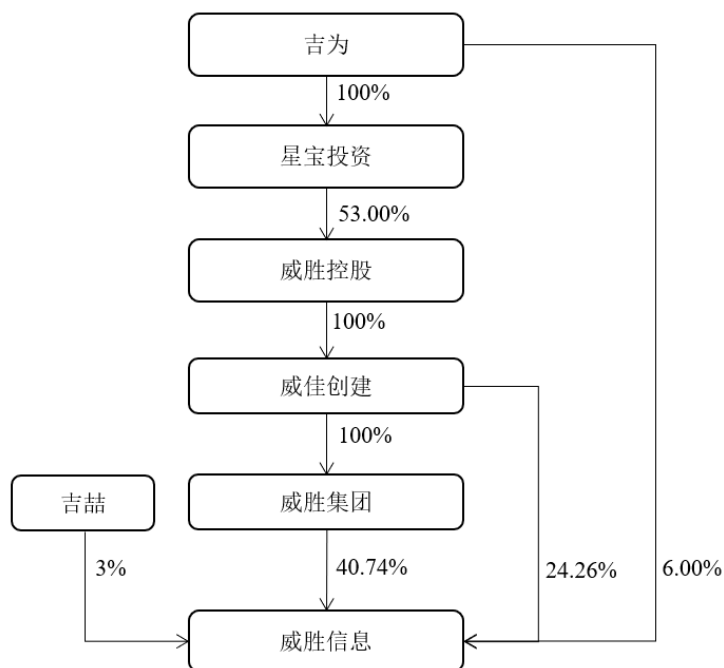 吉为
100%
星宝投资
53.00%
威胜控股
100%
威佳创建
100%
吉喆
威胜集团
3%
40.74%
24.26%
6.00%
威胜信息